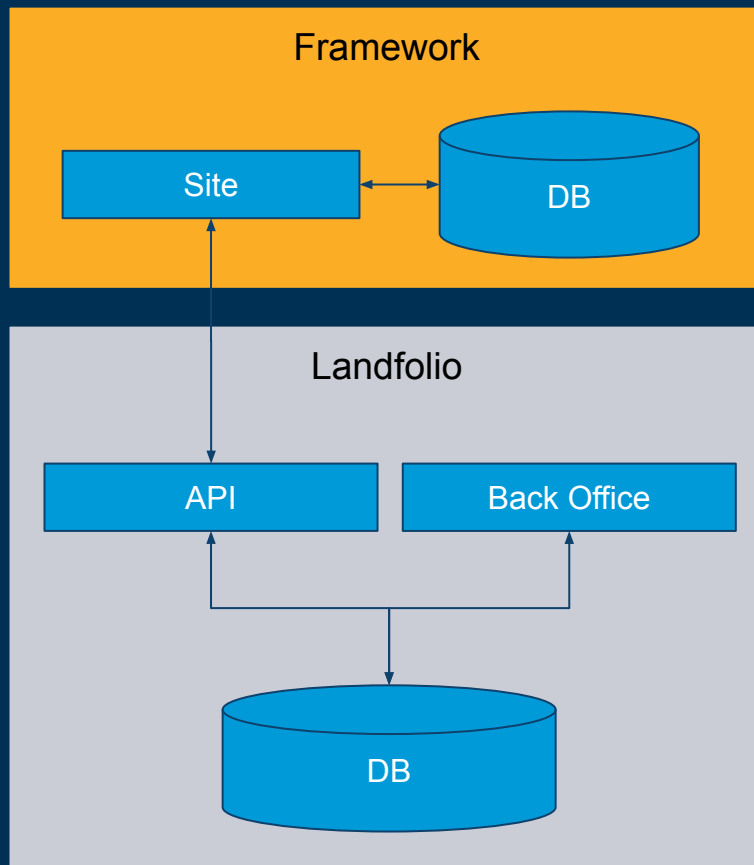 Framework
Site
DB
Landfolio
API
Back Office
DB